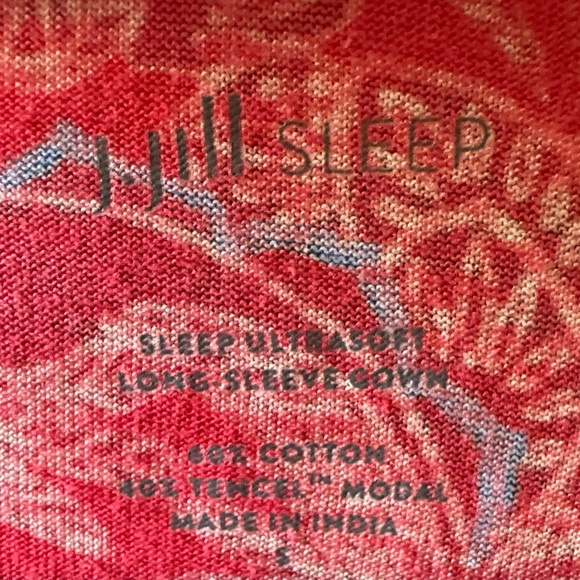 J.Jill SLEEP
SLEEP ULTRASOFT
LONG-SLEEVE GOWN
60% COTTON
40% TENCEL™ MODAL
MADE IN INDIA
S